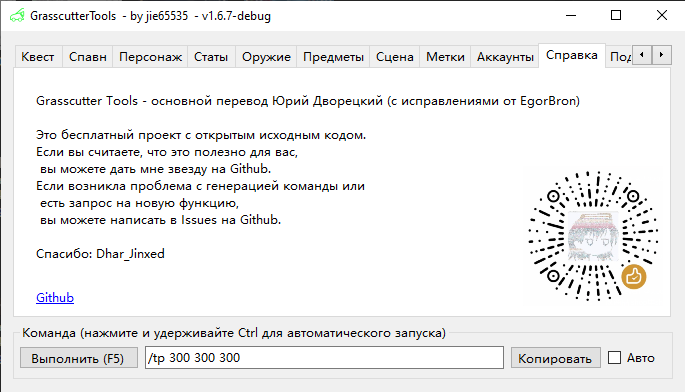 GrasscutterTools - by jie65535 - v1.6.7-debug
Квест Спавн Персонаж Статы Оружие Предметы Сцена Метки Аккаунты Справка Под
Grasscutter Tools - основной перевод Юрий Дворецкий (с исправлениями от EgorBron)
Это бесплатный проект с открытым исходным кодом.
Если вы считаете, что это полезно для вас,
вы можете дать мне звезду на Github.
Если возникла проблема с генерацией команды или
есть запрос на новую функцию,
вы можете написать в Issues на Github.
Спасибо: Dhar_Jinxed
Github
Команда (нажмите и удерживайте Ctrl для автоматического запуска)
Выполнить (F5) /tp 300 300 300 Копировать Авто